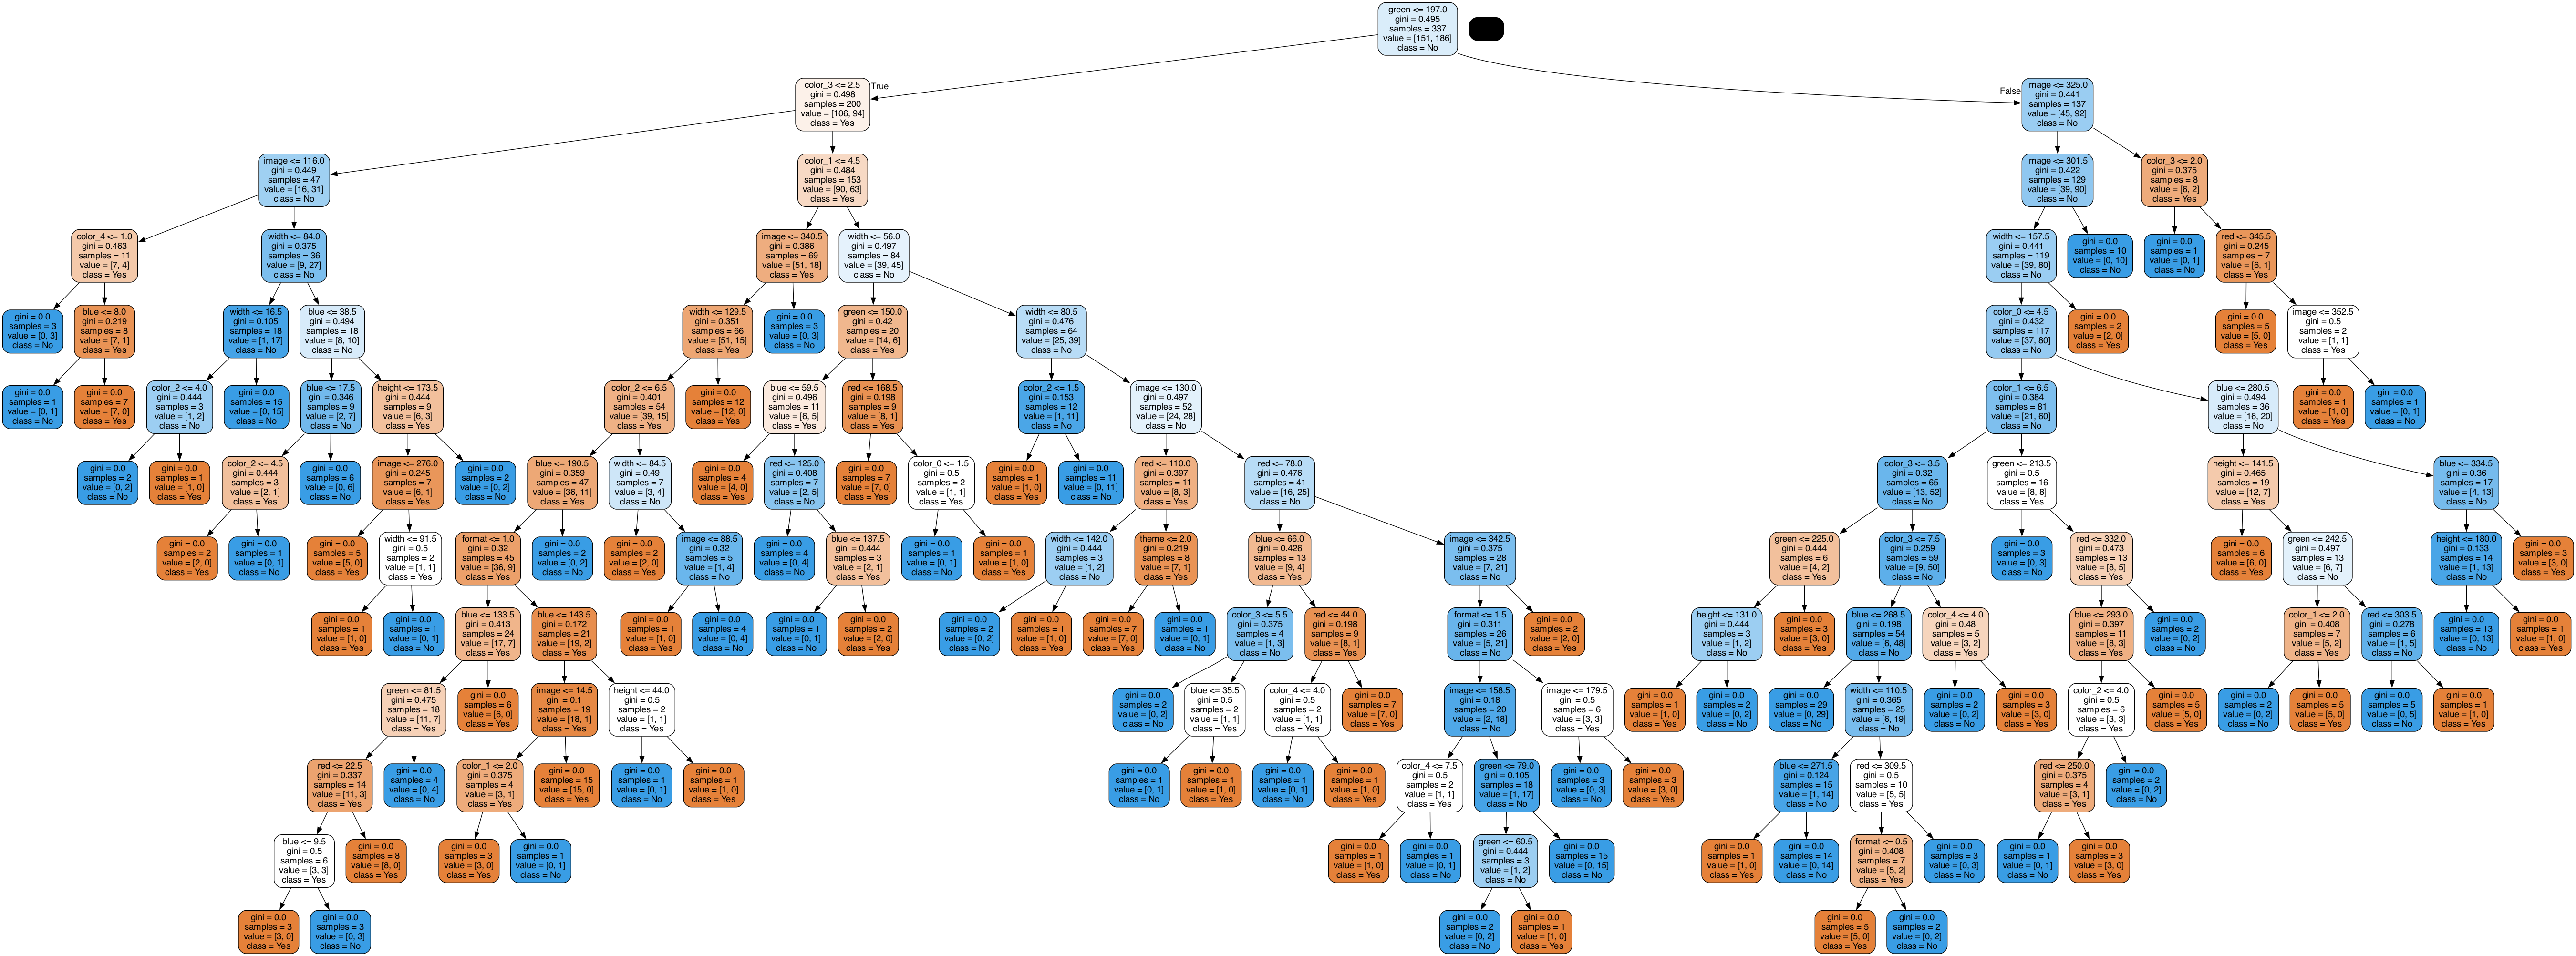 green <= 197.0
gini = 0.495
samples = 337
value = [151, 186]
class = No
True
False
color_3 <= 2.5
gini = 0.498
samples = 200
value = [106, 94]
class = Yes
image <= 325.0
gini = 0.441
samples = 137
value = [45, 92]
class = No
image <= 116.0
gini = 0.449
samples = 47
value = [16, 31]
class = No
color_1 <= 4.5
gini = 0.484
samples = 153
value = [90, 63]
class = Yes
image <= 301.5
gini = 0.422
samples = 129
value = [39, 90]
class = No
color_3 <= 2.0
gini = 0.375
samples = 8
value = [6, 2]
class = Yes
color_4 <= 1.0
gini = 0.463
samples = 11
value = [7, 4]
class = Yes
width <= 84.0
gini = 0.375
samples = 36
value = [9, 27]
class = No
image <= 340.5
gini = 0.386
samples = 69
value = [51, 18]
class = Yes
width <= 56.0
gini = 0.497
samples = 84
value = [39, 45]
class = No
width <= 157.5
gini = 0.441
samples = 119
value = [39, 80]
class = No
gini = 0.0
samples = 10
value = [0, 10]
class = No
gini = 0.0
samples = 1
value = [0, 1]
class = No
red <= 345.5
gini = 0.245
samples = 7
value = [6, 1]
class = Yes
gini = 0.0
samples = 3
value = [0, 3]
class = No
blue <= 8.0
gini = 0.219
samples = 8
value = [7, 1]
class = Yes
width <= 16.5
gini = 0.105
samples = 18
value = [1, 17]
class = No
blue <= 38.5
gini = 0.494
samples = 18
value = [8, 10]
class = No
width <= 129.5
gini = 0.351
samples = 66
value = [51, 15]
class = Yes
gini = 0.0
samples = 3
value = [0, 3]
class = No
green <= 150.0
gini = 0.42
samples = 20
value = [14, 6]
class = Yes
width <= 80.5
gini = 0.476
samples = 64
value = [25, 39]
class = No
color_0 <= 4.5
gini = 0.432
samples = 117
value = [37, 80]
class = No
gini = 0.0
samples = 2
value = [2, 0]
class = Yes
gini = 0.0
samples = 5
value = [5, 0]
class = Yes
image <= 352.5
gini = 0.5
samples = 2
value = [1, 1]
class = Yes
gini = 0.0
samples = 1
value = [0, 1]
class = No
gini = 0.0
samples = 7
value = [7, 0]
class = Yes
color_2 <= 4.0
gini = 0.444
samples = 3
value = [1, 2]
class = No
gini = 0.0
samples = 15
value = [0, 15]
class = No
blue <= 17.5
gini = 0.346
samples = 9
value = [2, 7]
class = No
height <= 173.5
gini = 0.444
samples = 9
value = [6, 3]
class = Yes
color_2 <= 6.5
gini = 0.401
samples = 54
value = [39, 15]
class = Yes
gini = 0.0
samples = 12
value = [12, 0]
class = Yes
blue <= 59.5
gini = 0.496
samples = 11
value = [6, 5]
class = Yes
red <= 168.5
gini = 0.198
samples = 9
value = [8, 1]
class = Yes
color_2 <= 1.5
gini = 0.153
samples = 12
value = [1, 11]
class = No
image <= 130.0
gini = 0.497
samples = 52
value = [24, 28]
class = No
color_1 <= 6.5
gini = 0.384
samples = 81
value = [21, 60]
class = No
blue <= 280.5
gini = 0.494
samples = 36
value = [16, 20]
class = No
gini = 0.0
samples = 1
value = [1, 0]
class = Yes
gini = 0.0
samples = 1
value = [0, 1]
class = No
gini = 0.0
samples = 2
value = [0, 2]
class = No
gini = 0.0
samples = 1
value = [1, 0]
class = Yes
color_2 <= 4.5
gini = 0.444
samples = 3
value = [2, 1]
class = Yes
gini = 0.0
samples = 6
value = [0, 6]
class = No
image <= 276.0
gini = 0.245
samples = 7
value = [6, 1]
class = Yes
gini = 0.0
samples = 2
value = [0, 2]
class = No
blue <= 190.5
gini = 0.359
samples = 47
value = [36, 11]
class = Yes
width <= 84.5
gini = 0.49
samples = 7
value = [3, 4]
class = No
gini = 0.0
samples = 4
value = [4, 0]
class = Yes
red <= 125.0
gini = 0.408
samples = 7
value = [2, 5]
class = No
gini = 0.0
samples = 7
value = [7, 0]
class = Yes
color_0 <= 1.5
gini = 0.5
samples = 2
value = [1, 1]
class = Yes
gini = 0.0
samples = 1
value = [1, 0]
class = Yes
gini = 0.0
samples = 11
value = [0, 11]
class = No
red <= 110.0
gini = 0.397
samples = 11
value = [8, 3]
class = Yes
red <= 78.0
gini = 0.476
samples = 41
value = [16, 25]
class = No
color_3 <= 3.5
gini = 0.32
samples = 65
value = [13, 52]
class = No
green <= 213.5
gini = 0.5
samples = 16
value = [8, 8]
class = Yes
height <= 141.5
gini = 0.465
samples = 19
value = [12, 7]
class = Yes
blue <= 334.5
gini = 0.36
samples = 17
value = [4, 13]
class = No
gini = 0.0
samples = 2
value = [2, 0]
class = Yes
gini = 0.0
samples = 1
value = [0, 1]
class = No
gini = 0.0
samples = 5
value = [5, 0]
class = Yes
width <= 91.5
gini = 0.5
samples = 2
value = [1, 1]
class = Yes
format <= 1.0
gini = 0.32
samples = 45
value = [36, 9]
class = Yes
gini = 0.0
samples = 2
value = [0, 2]
class = No
gini = 0.0
samples = 2
value = [2, 0]
class = Yes
image <= 88.5
gini = 0.32
samples = 5
value = [1, 4]
class = No
gini = 0.0
samples = 4
value = [0, 4]
class = No
blue <= 137.5
gini = 0.444
samples = 3
value = [2, 1]
class = Yes
gini = 0.0
samples = 1
value = [0, 1]
class = No
gini = 0.0
samples = 1
value = [1, 0]
class = Yes
width <= 142.0
gini = 0.444
samples = 3
value = [1, 2]
class = No
theme <= 2.0
gini = 0.219
samples = 8
value = [7, 1]
class = Yes
blue <= 66.0
gini = 0.426
samples = 13
value = [9, 4]
class = Yes
image <= 342.5
gini = 0.375
samples = 28
value = [7, 21]
class = No
green <= 225.0
gini = 0.444
samples = 6
value = [4, 2]
class = Yes
color_3 <= 7.5
gini = 0.259
samples = 59
value = [9, 50]
class = No
gini = 0.0
samples = 3
value = [0, 3]
class = No
red <= 332.0
gini = 0.473
samples = 13
value = [8, 5]
class = Yes
gini = 0.0
samples = 6
value = [6, 0]
class = Yes
green <= 242.5
gini = 0.497
samples = 13
value = [6, 7]
class = No
height <= 180.0
gini = 0.133
samples = 14
value = [1, 13]
class = No
gini = 0.0
samples = 3
value = [3, 0]
class = Yes
gini = 0.0
samples = 1
value = [1, 0]
class = Yes
gini = 0.0
samples = 1
value = [0, 1]
class = No
blue <= 133.5
gini = 0.413
samples = 24
value = [17, 7]
class = Yes
blue <= 143.5
gini = 0.172
samples = 21
value = [19, 2]
class = Yes
gini = 0.0
samples = 1
value = [1, 0]
class = Yes
gini = 0.0
samples = 4
value = [0, 4]
class = No
gini = 0.0
samples = 1
value = [0, 1]
class = No
gini = 0.0
samples = 2
value = [2, 0]
class = Yes
gini = 0.0
samples = 2
value = [0, 2]
class = No
gini = 0.0
samples = 1
value = [1, 0]
class = Yes
gini = 0.0
samples = 7
value = [7, 0]
class = Yes
gini = 0.0
samples = 1
value = [0, 1]
class = No
color_3 <= 5.5
gini = 0.375
samples = 4
value = [1, 3]
class = No
red <= 44.0
gini = 0.198
samples = 9
value = [8, 1]
class = Yes
format <= 1.5
gini = 0.311
samples = 26
value = [5, 21]
class = No
gini = 0.0
samples = 2
value = [2, 0]
class = Yes
height <= 131.0
gini = 0.444
samples = 3
value = [1, 2]
class = No
gini = 0.0
samples = 3
value = [3, 0]
class = Yes
blue <= 268.5
gini = 0.198
samples = 54
value = [6, 48]
class = No
color_4 <= 4.0
gini = 0.48
samples = 5
value = [3, 2]
class = Yes
blue <= 293.0
gini = 0.397
samples = 11
value = [8, 3]
class = Yes
gini = 0.0
samples = 2
value = [0, 2]
class = No
color_1 <= 2.0
gini = 0.408
samples = 7
value = [5, 2]
class = Yes
red <= 303.5
gini = 0.278
samples = 6
value = [1, 5]
class = No
gini = 0.0
samples = 13
value = [0, 13]
class = No
gini = 0.0
samples = 1
value = [1, 0]
class = Yes
green <= 81.5
gini = 0.475
samples = 18
value = [11, 7]
class = Yes
gini = 0.0
samples = 6
value = [6, 0]
class = Yes
image <= 14.5
gini = 0.1
samples = 19
value = [18, 1]
class = Yes
height <= 44.0
gini = 0.5
samples = 2
value = [1, 1]
class = Yes
gini = 0.0
samples = 2
value = [0, 2]
class = No
blue <= 35.5
gini = 0.5
samples = 2
value = [1, 1]
class = Yes
color_4 <= 4.0
gini = 0.5
samples = 2
value = [1, 1]
class = Yes
gini = 0.0
samples = 7
value = [7, 0]
class = Yes
image <= 158.5
gini = 0.18
samples = 20
value = [2, 18]
class = No
image <= 179.5
gini = 0.5
samples = 6
value = [3, 3]
class = Yes
gini = 0.0
samples = 1
value = [1, 0]
class = Yes
gini = 0.0
samples = 2
value = [0, 2]
class = No
gini = 0.0
samples = 29
value = [0, 29]
class = No
width <= 110.5
gini = 0.365
samples = 25
value = [6, 19]
class = No
gini = 0.0
samples = 2
value = [0, 2]
class = No
gini = 0.0
samples = 3
value = [3, 0]
class = Yes
color_2 <= 4.0
gini = 0.5
samples = 6
value = [3, 3]
class = Yes
gini = 0.0
samples = 5
value = [5, 0]
class = Yes
gini = 0.0
samples = 2
value = [0, 2]
class = No
gini = 0.0
samples = 5
value = [5, 0]
class = Yes
gini = 0.0
samples = 5
value = [0, 5]
class = No
gini = 0.0
samples = 1
value = [1, 0]
class = Yes
red <= 22.5
gini = 0.337
samples = 14
value = [11, 3]
class = Yes
gini = 0.0
samples = 4
value = [0, 4]
class = No
color_1 <= 2.0
gini = 0.375
samples = 4
value = [3, 1]
class = Yes
gini = 0.0
samples = 15
value = [15, 0]
class = Yes
gini = 0.0
samples = 1
value = [0, 1]
class = No
gini = 0.0
samples = 1
value = [1, 0]
class = Yes
gini = 0.0
samples = 1
value = [0, 1]
class = No
gini = 0.0
samples = 1
value = [1, 0]
class = Yes
gini = 0.0
samples = 1
value = [0, 1]
class = No
gini = 0.0
samples = 1
value = [1, 0]
class = Yes
color_4 <= 7.5
gini = 0.5
samples = 2
value = [1, 1]
class = Yes
green <= 79.0
gini = 0.105
samples = 18
value = [1, 17]
class = No
gini = 0.0
samples = 3
value = [0, 3]
class = No
gini = 0.0
samples = 3
value = [3, 0]
class = Yes
blue <= 271.5
gini = 0.124
samples = 15
value = [1, 14]
class = No
red <= 309.5
gini = 0.5
samples = 10
value = [5, 5]
class = Yes
red <= 250.0
gini = 0.375
samples = 4
value = [3, 1]
class = Yes
gini = 0.0
samples = 2
value = [0, 2]
class = No
blue <= 9.5
gini = 0.5
samples = 6
value = [3, 3]
class = Yes
gini = 0.0
samples = 8
value = [8, 0]
class = Yes
gini = 0.0
samples = 3
value = [3, 0]
class = Yes
gini = 0.0
samples = 1
value = [0, 1]
class = No
gini = 0.0
samples = 1
value = [1, 0]
class = Yes
gini = 0.0
samples = 1
value = [0, 1]
class = No
green <= 60.5
gini = 0.444
samples = 3
value = [1, 2]
class = No
gini = 0.0
samples = 15
value = [0, 15]
class = No
gini = 0.0
samples = 1
value = [1, 0]
class = Yes
gini = 0.0
samples = 14
value = [0, 14]
class = No
format <= 0.5
gini = 0.408
samples = 7
value = [5, 2]
class = Yes
gini = 0.0
samples = 3
value = [0, 3]
class = No
gini = 0.0
samples = 1
value = [0, 1]
class = No
gini = 0.0
samples = 3
value = [3, 0]
class = Yes
gini = 0.0
samples = 3
value = [3, 0]
class = Yes
gini = 0.0
samples = 3
value = [0, 3]
class = No
gini = 0.0
samples = 2
value = [0, 2]
class = No
gini = 0.0
samples = 1
value = [1, 0]
class = Yes
gini = 0.0
samples = 5
value = [5, 0]
class = Yes
gini = 0.0
samples = 2
value = [0, 2]
class = No